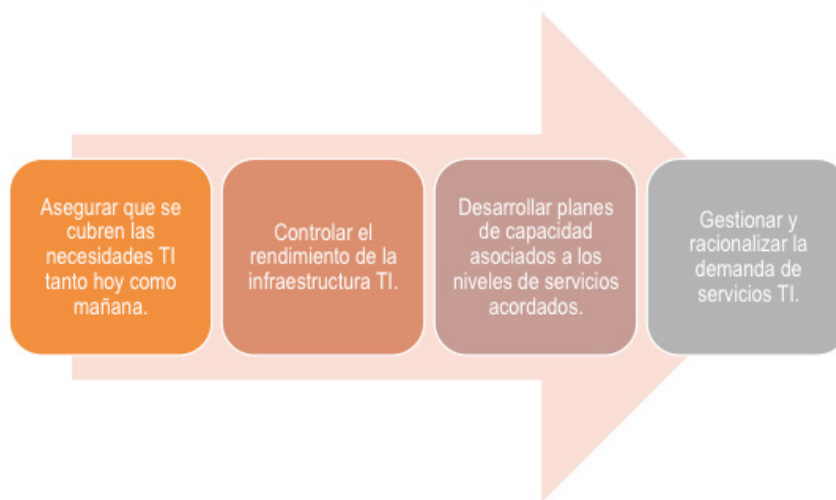 Asegurar que se
cubren las
necesidades TI
tanto hoy como
mañana.
Controlar el
rendimiento de la
infraestructura TI.
Desarrollar planes
de capacidad
asociados a los
niveles de servicios
acordados.
Gestionar y
racionalizar la
demanda de
servicios TI.